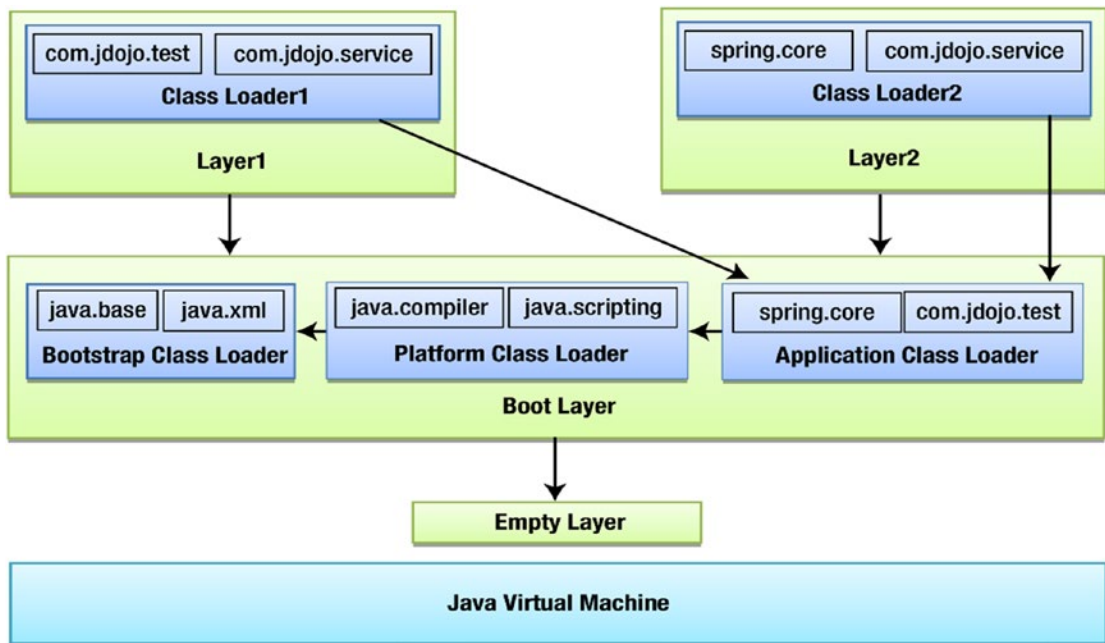 com.jdojo.test com.jdojo.service
Class Loader1
Layer1
spring.core com.jdojo.service
Class Loader2
Layer2
java.base java.xml
Bootstrap Class Loader
java.compiler java.scripting
Platform Class Loader
spring.core com.jdojo.test
Application Class Loader
Boot Layer
Empty Layer
Java Virtual Machine